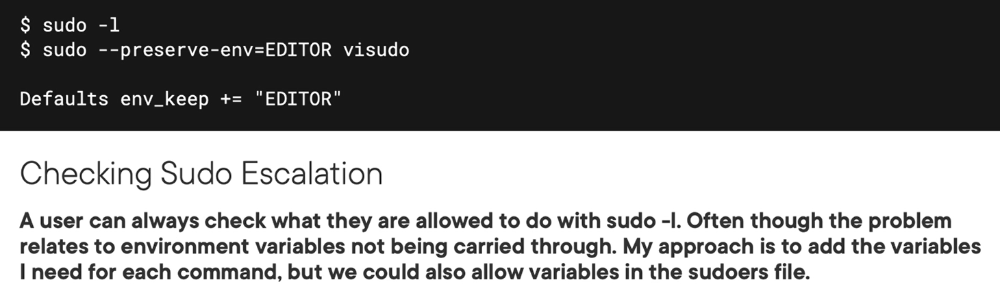 $ sudo -l
$ sudo --preserve-env=EDITOR visudo
Defaults env_keep += "EDITOR"
Checking Sudo Escalation
A user can always check what they are allowed to do with sudo -l. Often though the problem
relates to environment variables not being carried through. My approach is to add the variables
I need for each command, but we could also allow variables in the sudoers file.